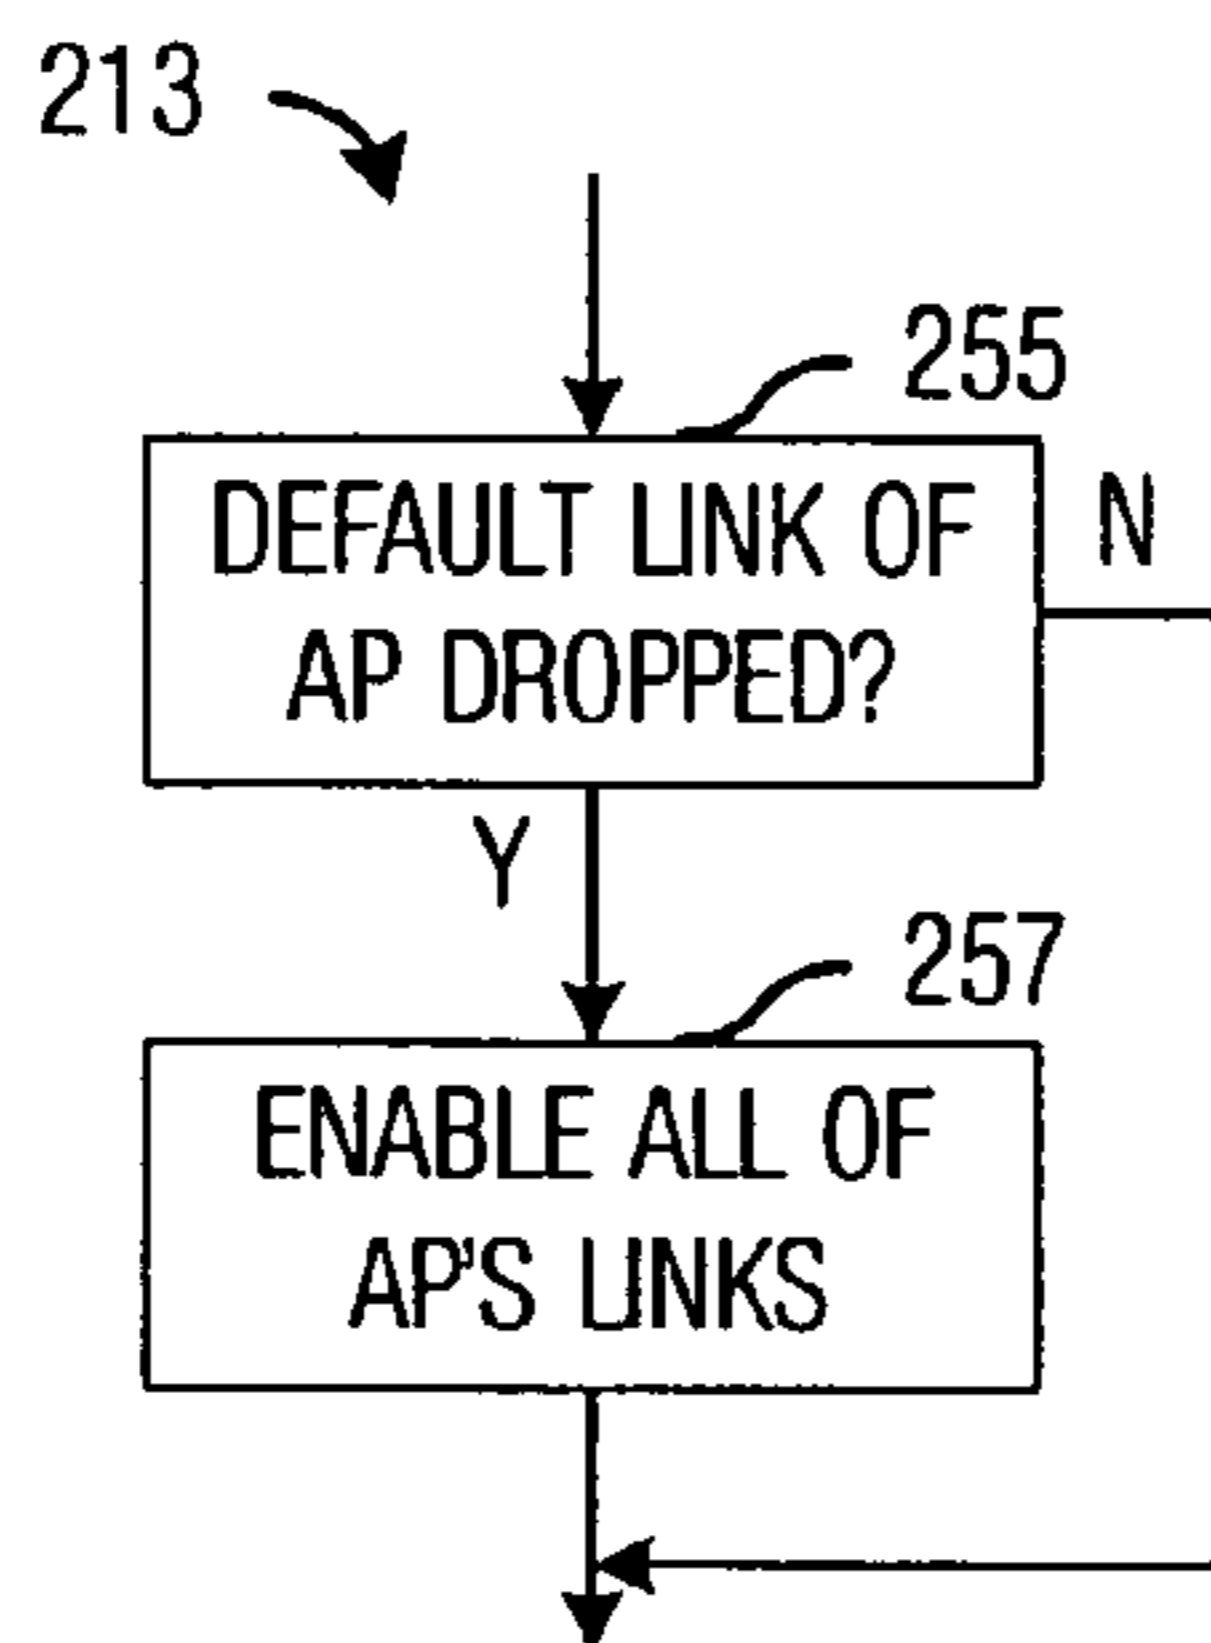 213
255
DEFAULT LINK OF
AP DROPPED?
N
Y
257
ENABLE ALL OF
AP'S LINKS